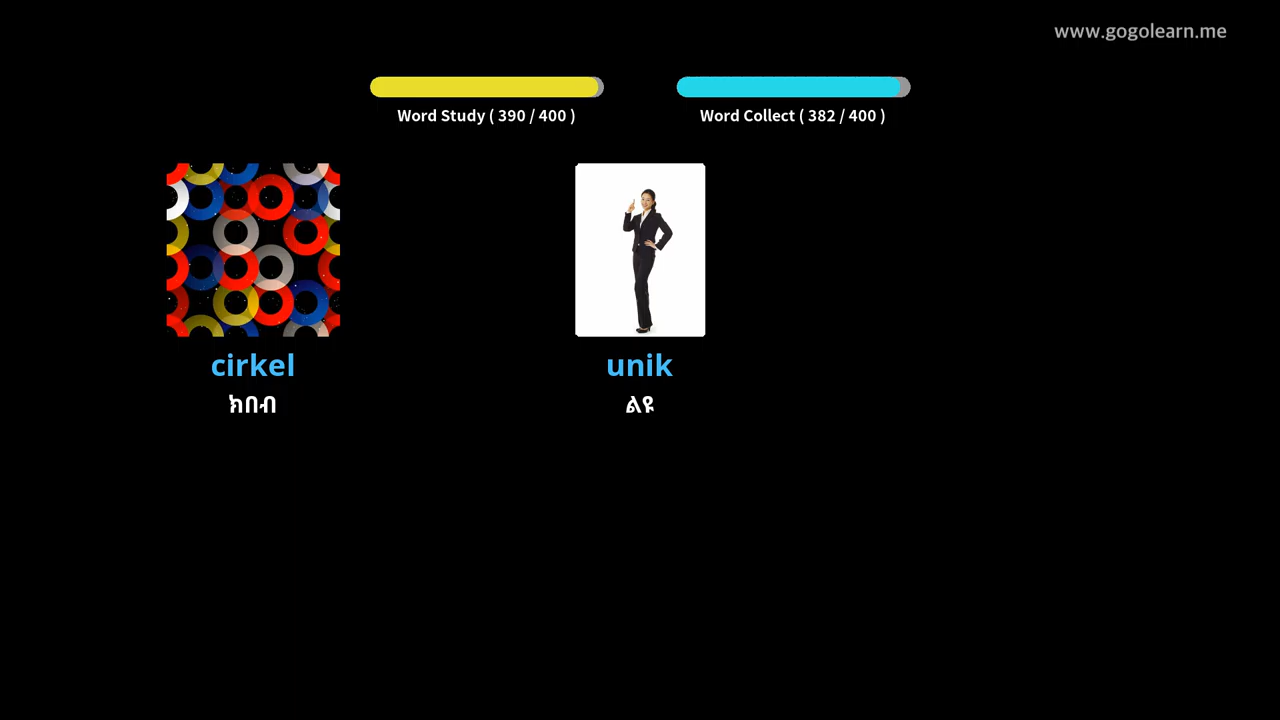 www.gogolearn.me
Word Study ( 390 / 400 )
Word Collect ( 382 / 400 )
cirkel
unik
ክበብ
ልዩ